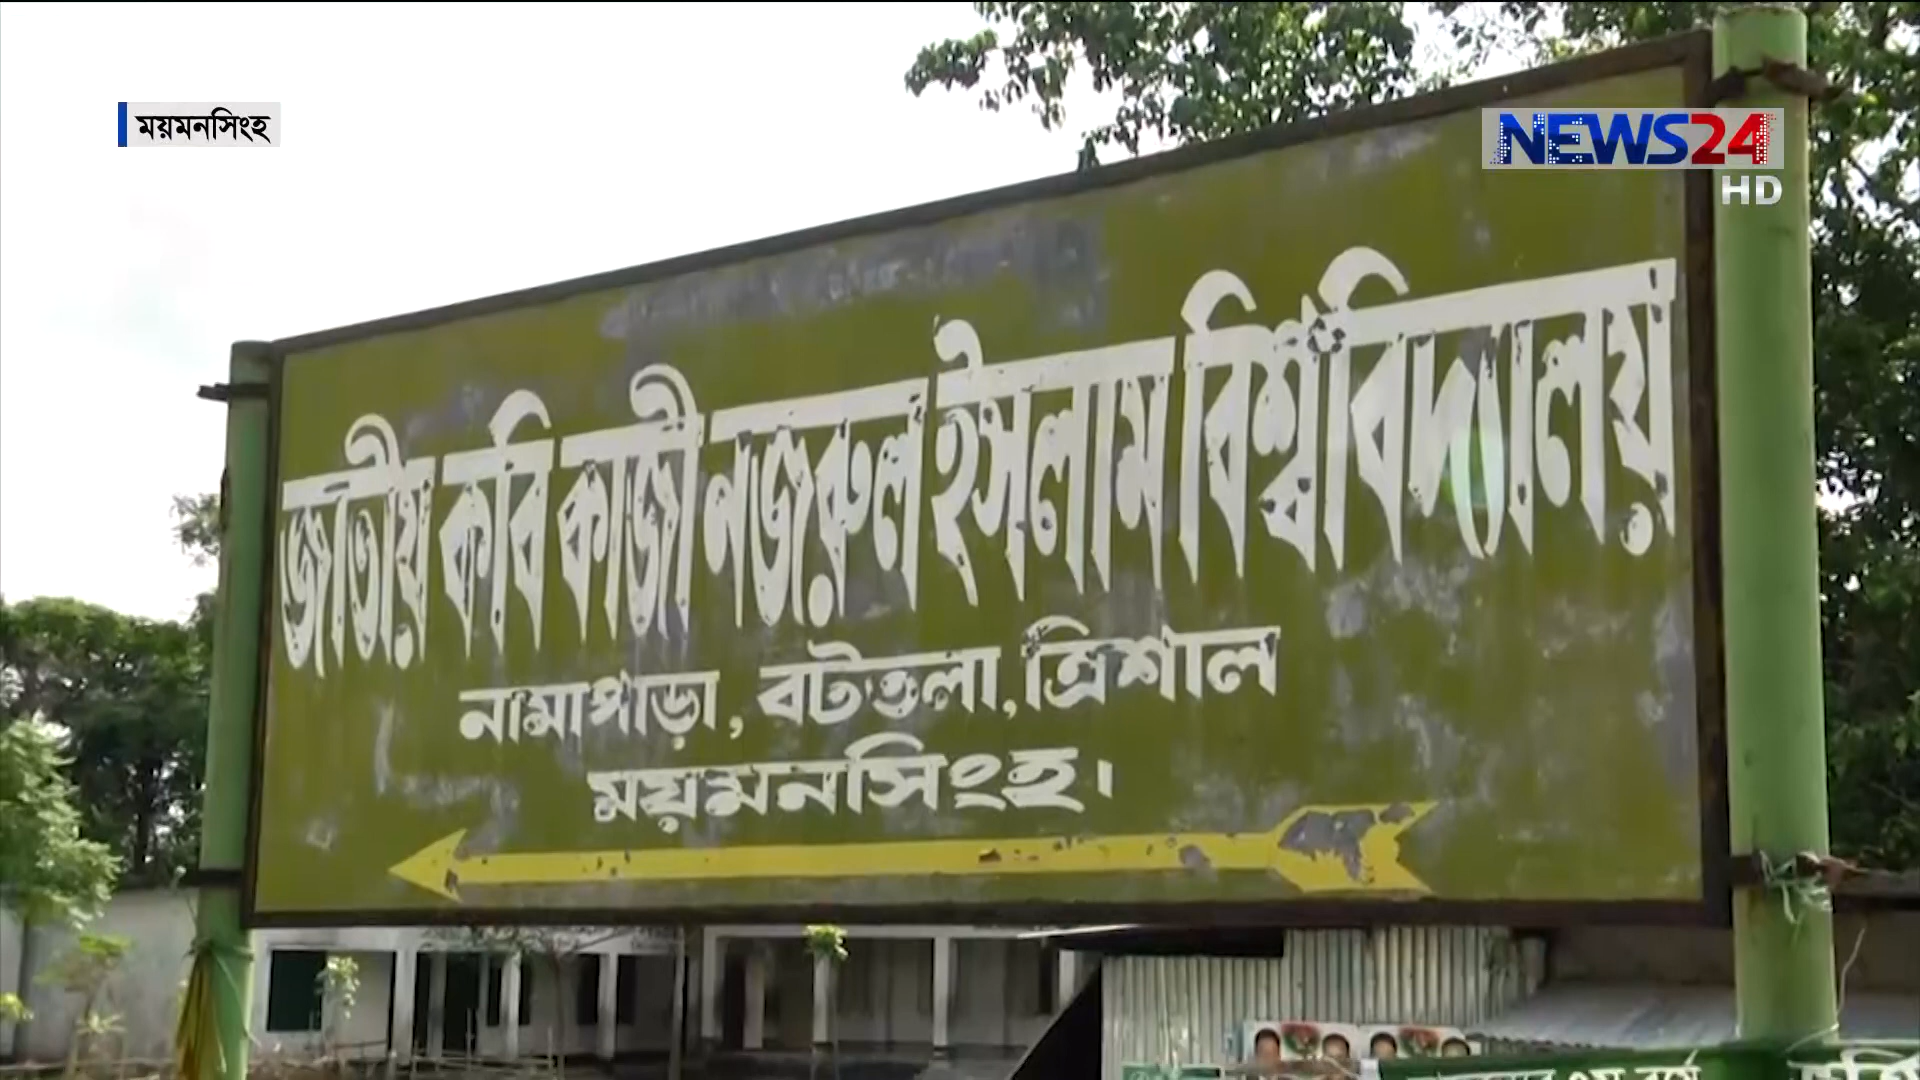 ময়মনসিংহ
NEWS24
HD
জাতীয় কবি কাজী নজরুল ইসলাম বিশ্ববিদ্যালয়
নামাপাড়া, বটতলা, ত্রিশাল
ময়মনসিংহ।